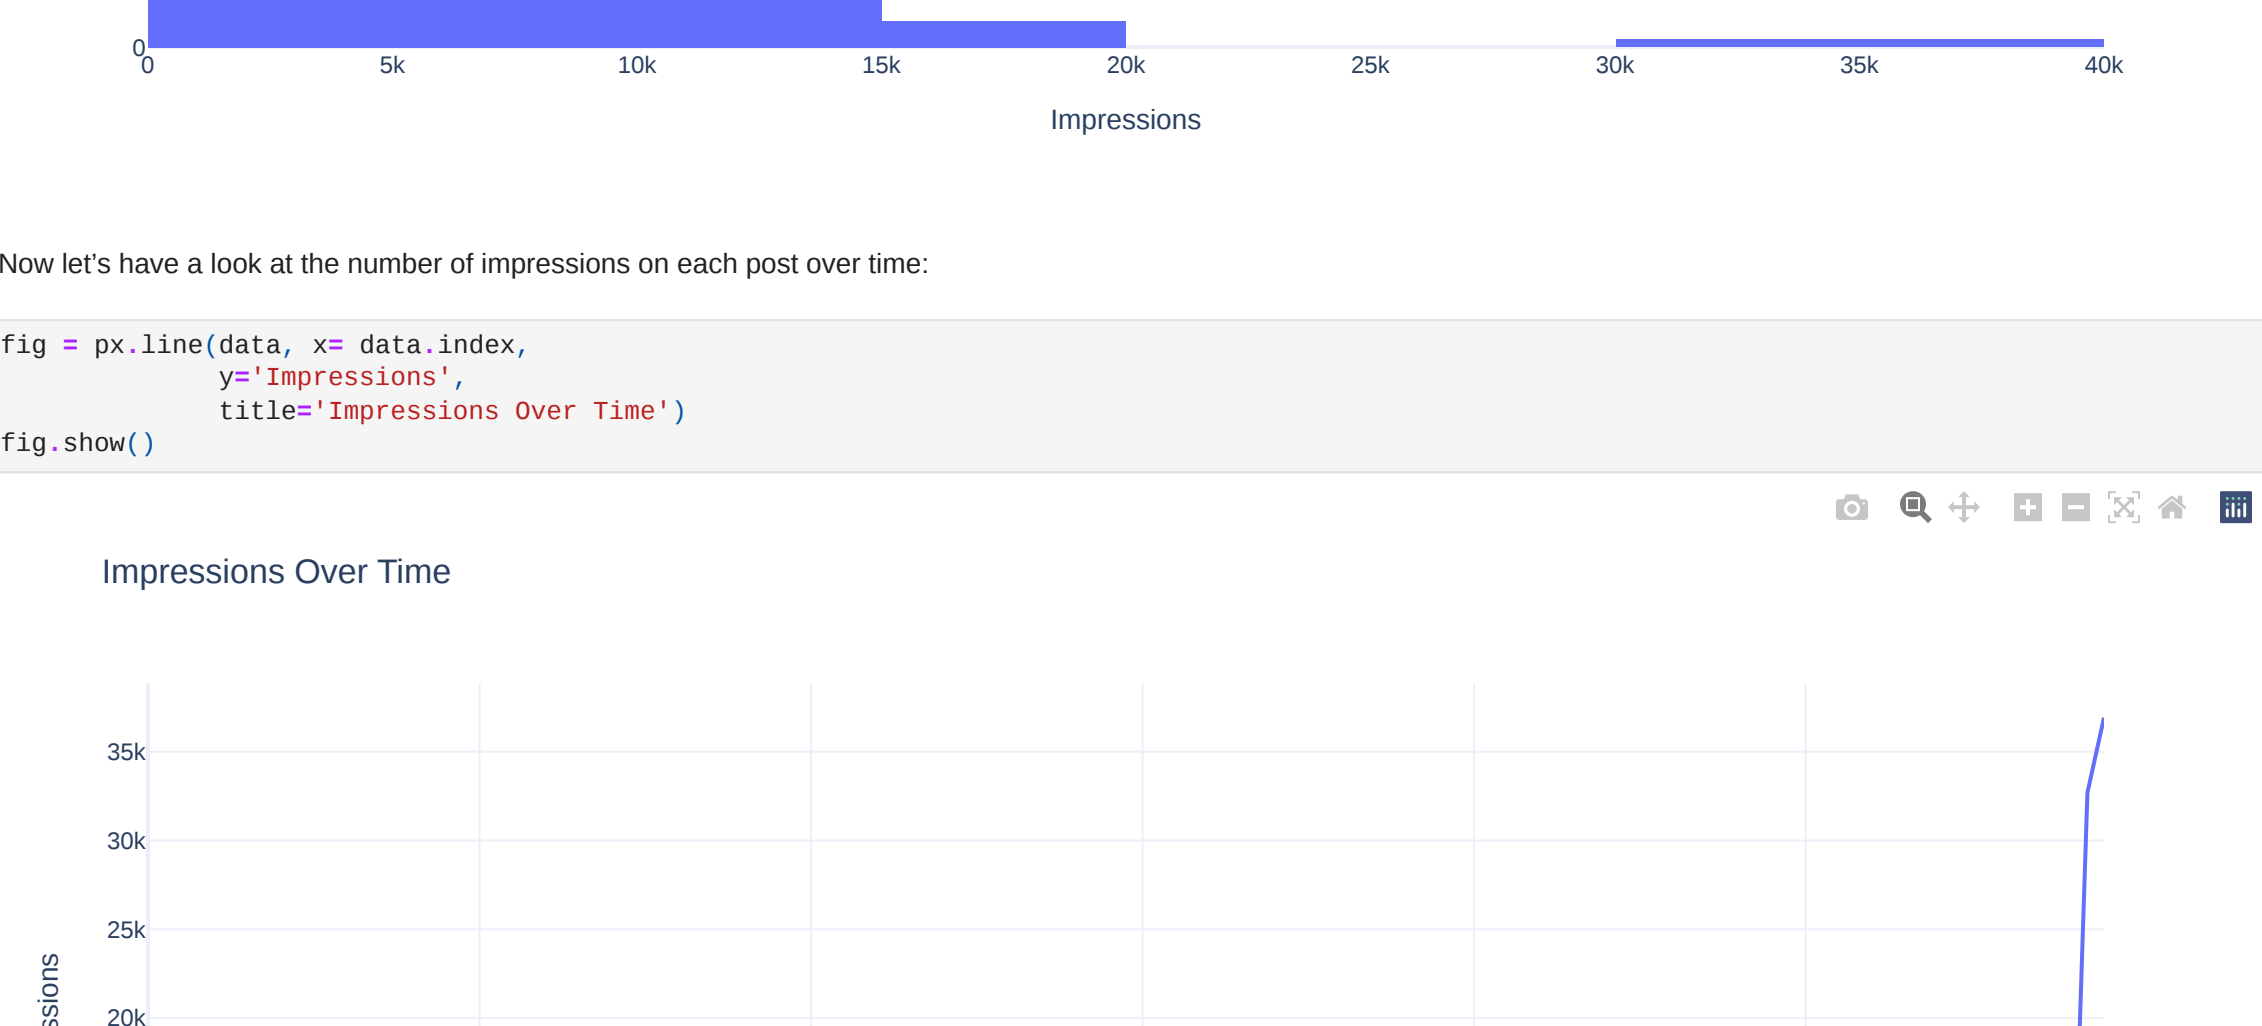 0
0 5k 10k 15k 20k 25k 30k 35k 40k
Impressions
Now let’s have a look at the number of impressions on each post over time:
fig = px.line(data, x= data.index,
y='Impressions',
title='Impressions Over Time')
fig.show()
Impressions Over Time
35k
30k
25k
20k
ssions